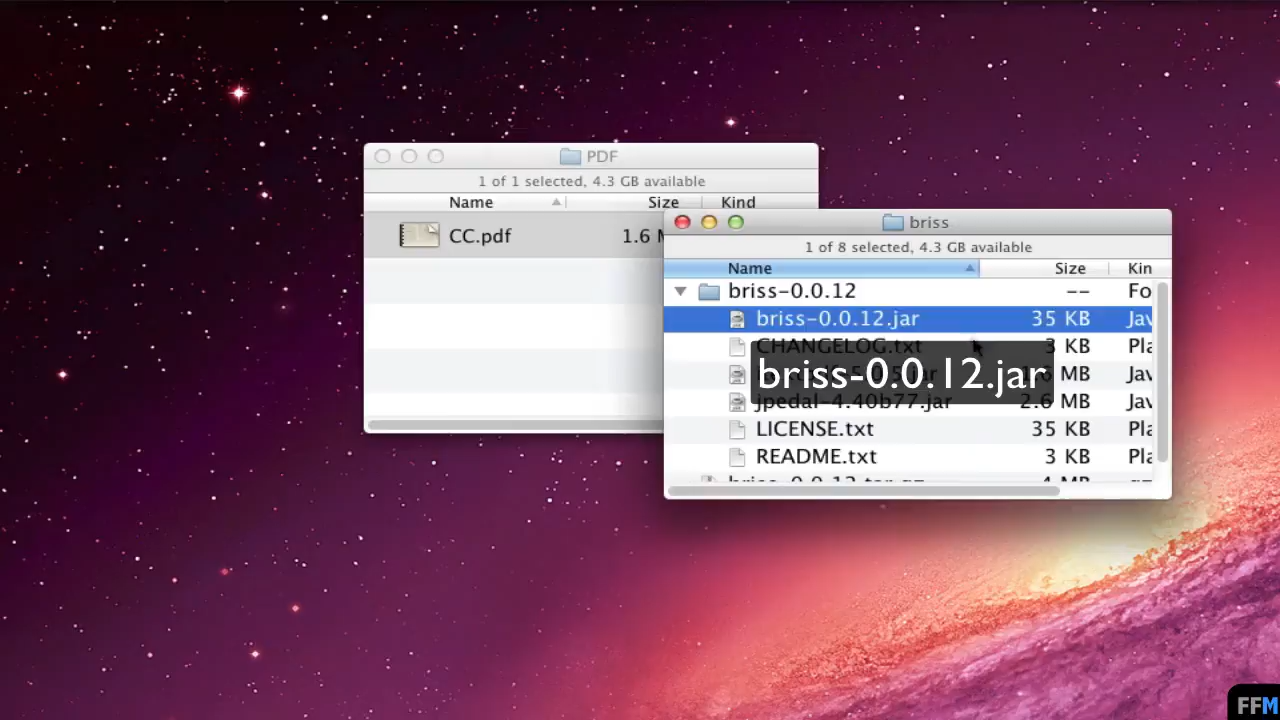 PDF
1 of 1 selected, 4.3 GB available
Name Size Kind
CC.pdf 1.6
briss
1 of 8 selected, 4.3 GB available
Name Size Kin
briss-0.0.12 -- Fo
briss-0.0.12.jar 35 KB Jav
CHANGELOG.txt 3 KB Pla
briss-0.0.12.jar
MB Jav
jpedal-4.40b77.jar 2.6 MB Jav
LICENSE.txt 35 KB Pla
README.txt 3 KB Pla
FFM